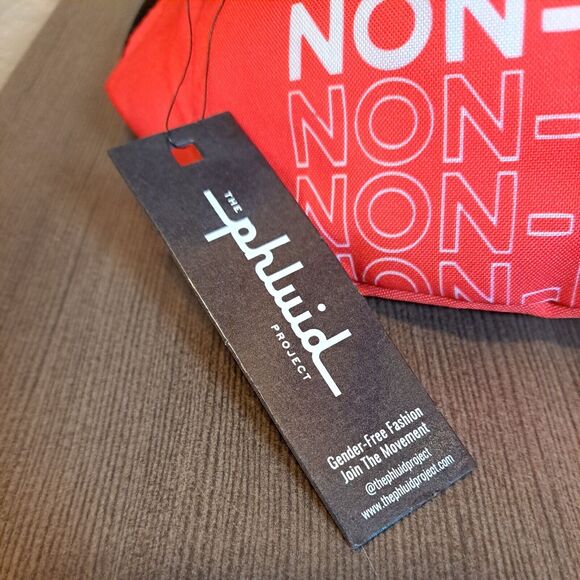 NON-
NON-
NON-
NON-
THE
phluid
PROJECT
Gender-Free Fashion
Join The Movement
@thephluidproject
www.thephluidproject.com